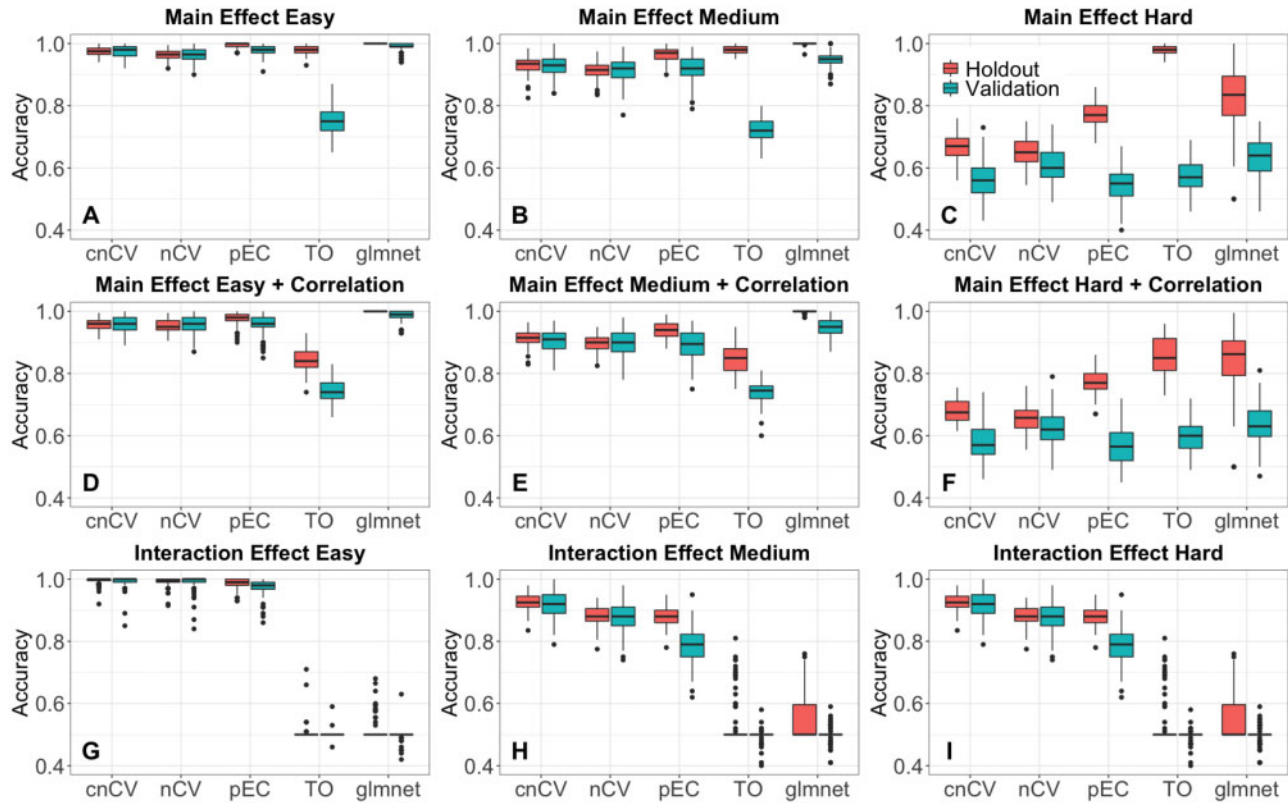 Main Effect Easy
1.0
0.8
0.6
0.4
Accuracy
A
cnCV nCV pEC TO glmnet
Main Effect Medium
1.0
0.8
0.6
0.4
Accuracy
B
cnCV nCV pEC TO glmnet
Main Effect Hard
1.0
0.8
0.6
0.4
Accuracy
Holdout
Validation
C
cnCV nCV pEC TO glmnet
Main Effect Easy + Correlation
1.0
0.8
0.6
0.4
Accuracy
D
cnCV nCV pEC TO glmnet
Main Effect Medium + Correlation
1.0
0.8
0.6
0.4
Accuracy
E
cnCV nCV pEC TO glmnet
Main Effect Hard + Correlation
1.0
0.8
0.6
0.4
Accuracy
F
cnCV nCV pEC TO glmnet
Interaction Effect Easy
1.0
0.8
0.6
0.4
Accuracy
G
cnCV nCV pEC TO glmnet
Interaction Effect Medium
1.0
0.8
0.6
0.4
Accuracy
H
cnCV nCV pEC TO glmnet
Interaction Effect Hard
1.0
0.8
0.6
0.4
Accuracy
I
cnCV nCV pEC TO glmnet